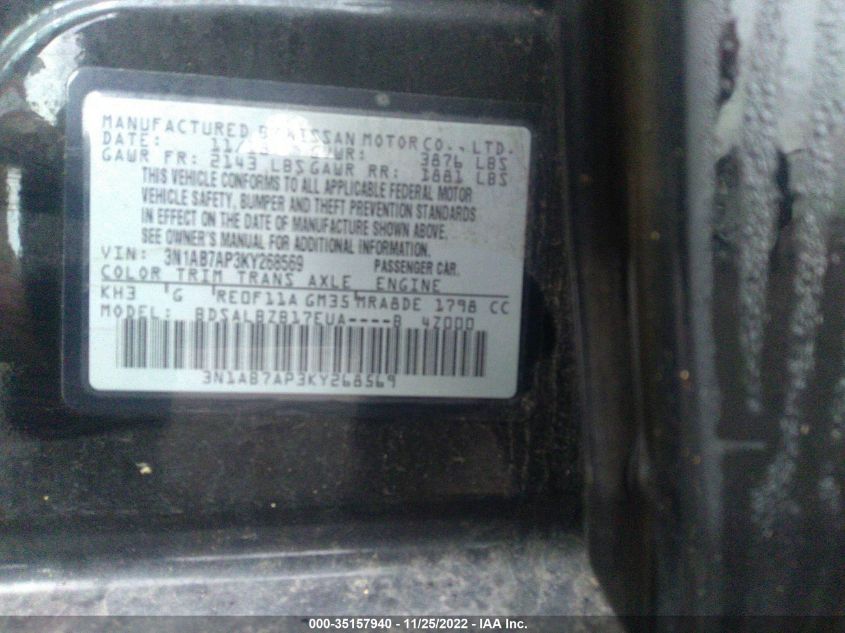 MANUFACTURED BY NISSAN MOTOR CO., LTD.
DATE: 11/ GVWR: 3876 LBS
GAWR FR: 2143 LBS GAWR RR: 1881 LBS
THIS VEHICLE CONFORMS TO ALL APPLICABLE FEDERAL MOTOR
VEHICLE SAFETY, BUMPER AND THEFT PREVENTION STANDARDS
IN EFFECT ON THE DATE OF MANUFACTURE SHOWN ABOVE.
SEE OWNER'S MANUAL FOR ADDITIONAL INFORMATION.
VIN: 3N1AB7AP3KY268569 PASSENGER CAR.
COLOR TRIM TRANS AXLE ENGINE
KH3 G RE0F11A GM35 MRA8DE 1798 CC
MODEL: BDSALBZB17EUA----B 4Z000
3N1AB7AP3KY268569
000-35157940 - 11/25/2022 - IAA Inc.